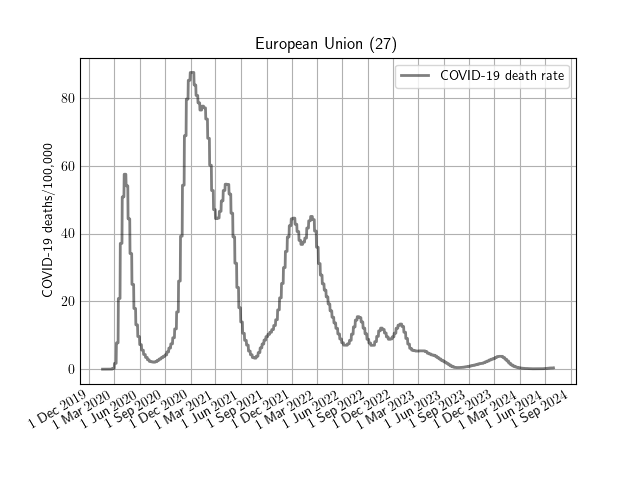 European Union (27)
COVID-19 death rate
COVID-19 deaths/100,000
80
60
40
20
0
1 Dec 2019
1 Mar 2020
1 Jun 2020
1 Sep 2020
1 Dec 2020
1 Mar 2021
1 Jun 2021
1 Sep 2021
1 Dec 2021
1 Mar 2022
1 Jun 2022
1 Sep 2022
1 Dec 2022
1 Mar 2023
1 Jun 2023
1 Sep 2023
1 Dec 2023
1 Mar 2024
1 Jun 2024
1 Sep 2024